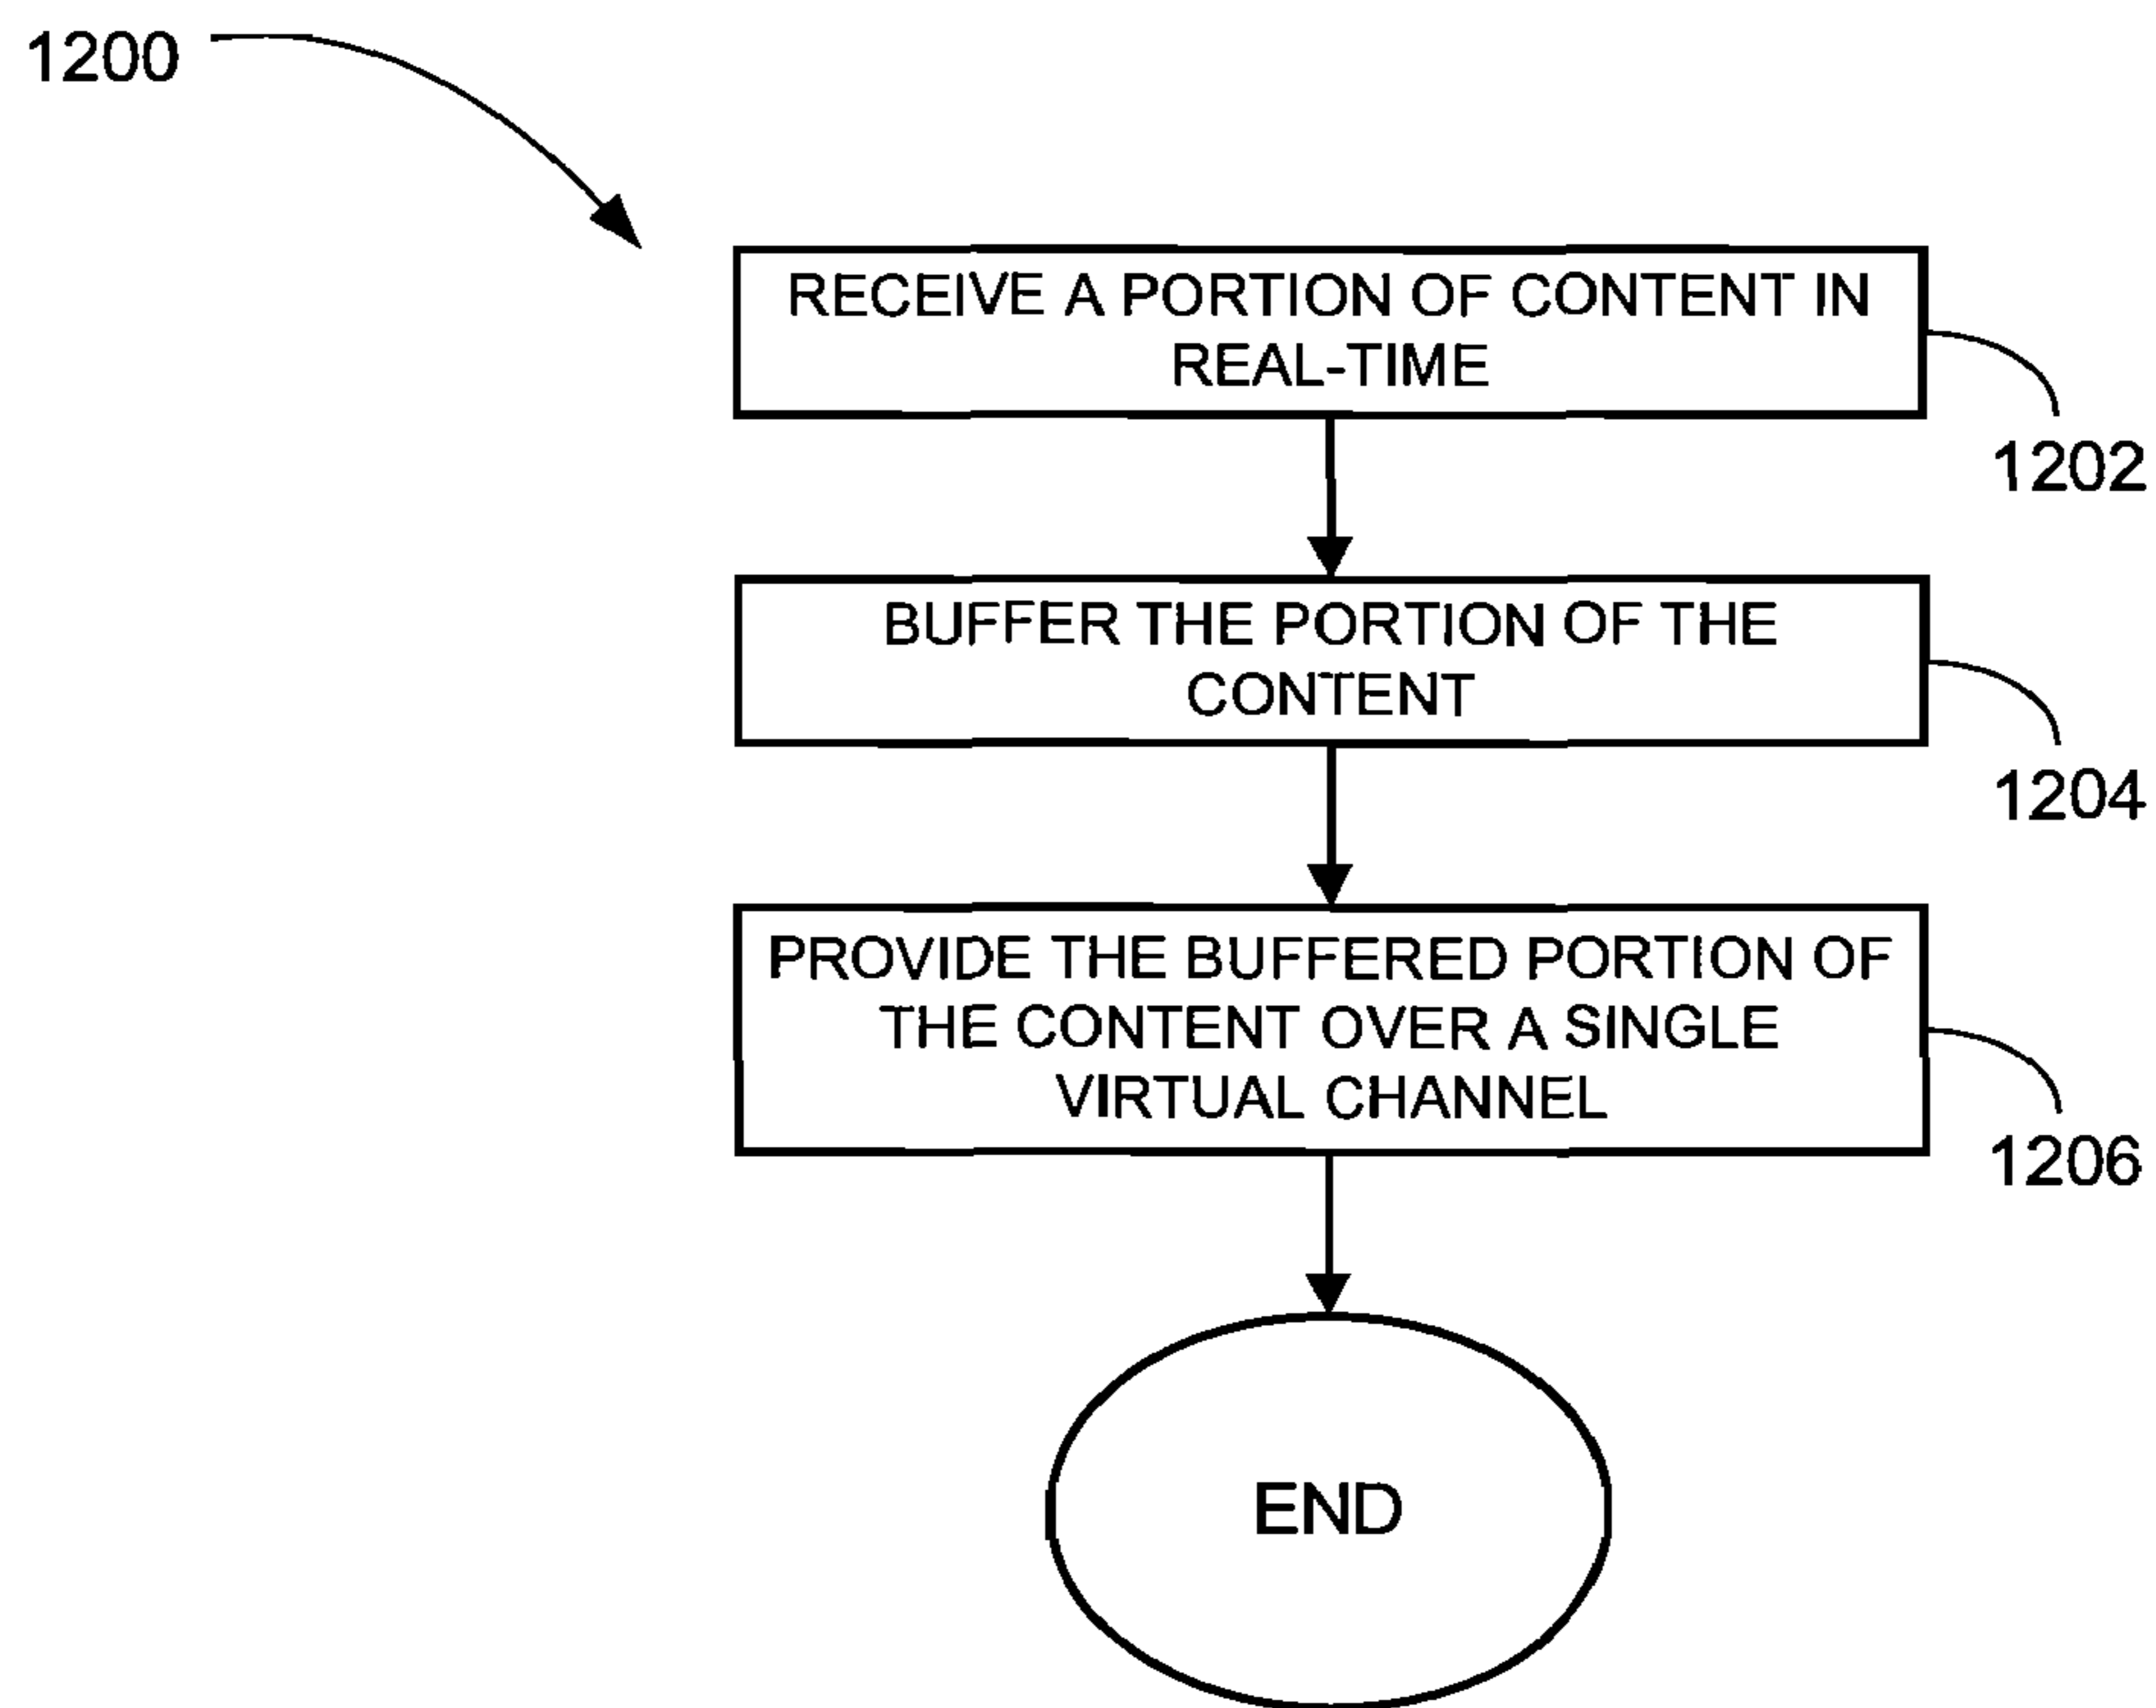 1200
RECEIVE A PORTION OF CONTENT IN
REAL-TIME
1202
BUFFER THE PORTION OF THE
CONTENT
1204
PROVIDE THE BUFFERED PORTION OF
THE CONTENT OVER A SINGLE
VIRTUAL CHANNEL
1206
END